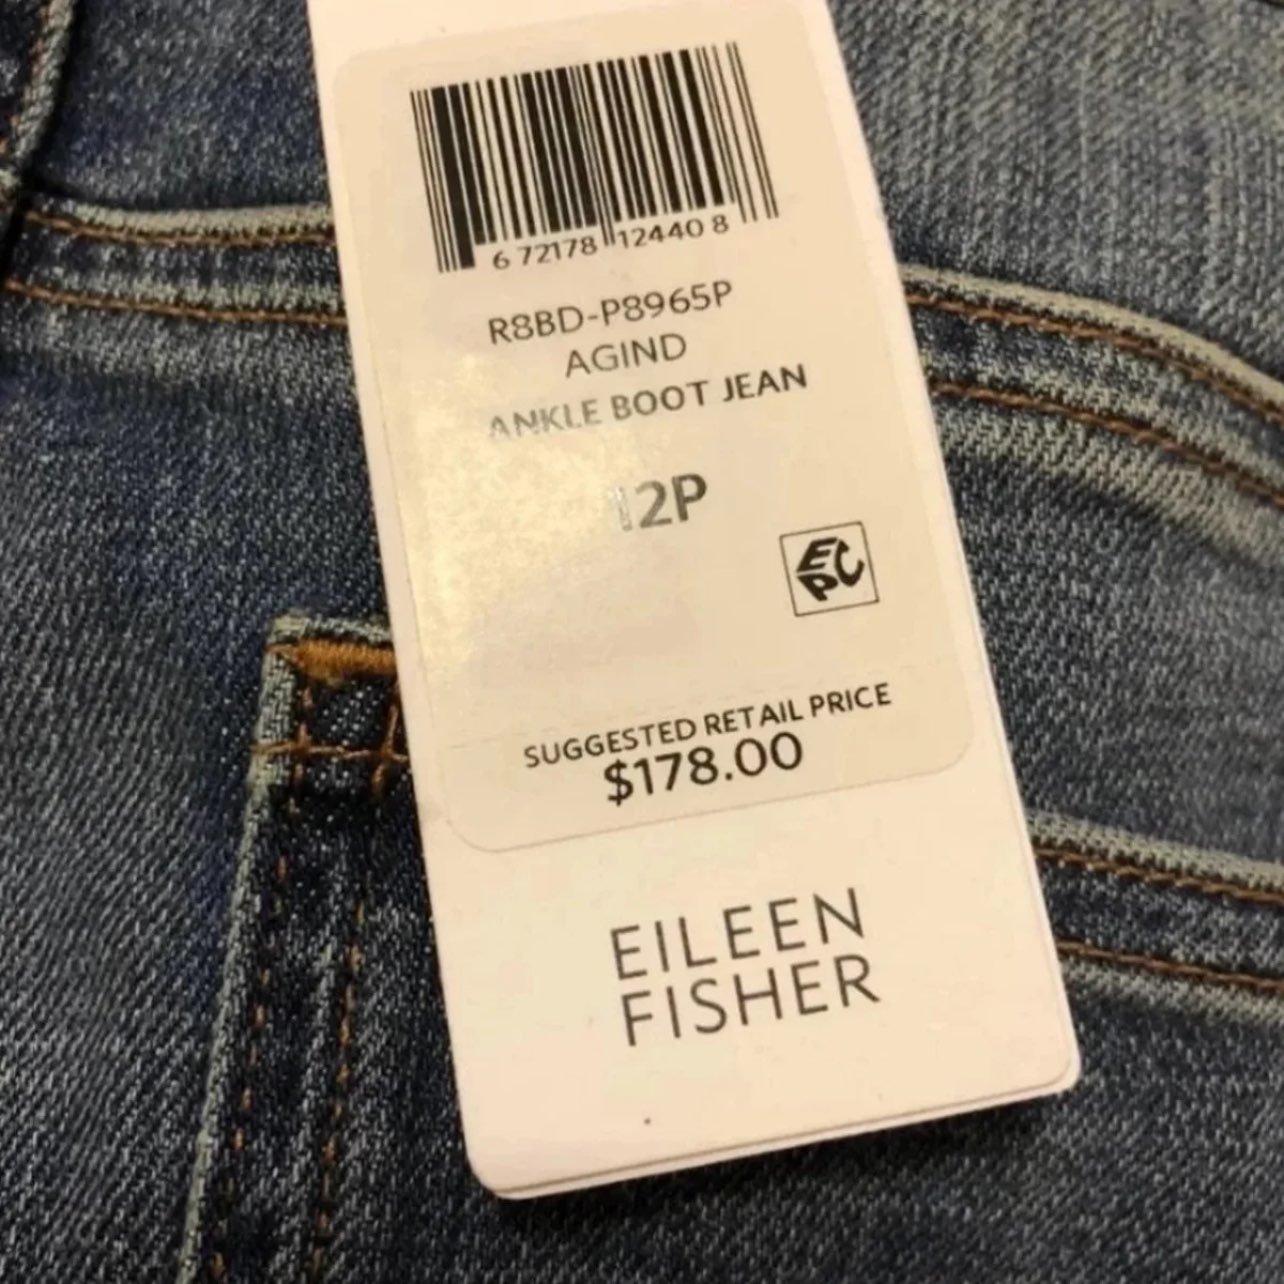 6 72178 12440 8
R8BD-P8965P
AGIND
ANKLE BOOT JEAN
12P
EPC
SUGGESTED RETAIL PRICE
$178.00
EILEEN
FISHER